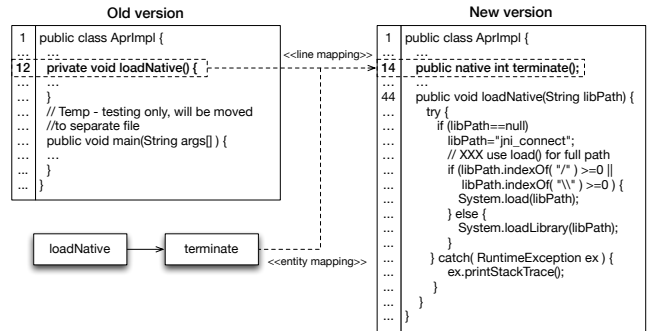 Old version
1 public class AprImpl {
... ...
12 private void loadNative() {
... ...
... }
... // Temp - testing only, will be moved
... //to separate file
... public void main(String args[] ) {
... ...
... }
... }
<<line mapping>>
loadNative
terminate
<<entity mapping>>
New version
1 public class AprImpl {
... ...
14 public native int terminate();
... ...
44 public void loadNative(String libPath) {
... try {
... if (libPath==null)
... libPath="jni_connect";
... // XXX use load() for full path
... if (libPath.indexOf( "/" ) >=0 ||
... libPath.indexOf( "\\" ) >=0 ) {
... System.load(libPath);
... } else {
... System.loadLibrary(libPath);
... }
... } catch( RuntimeException ex ) {
... ex.printStackTrace();
... }
... }
... }